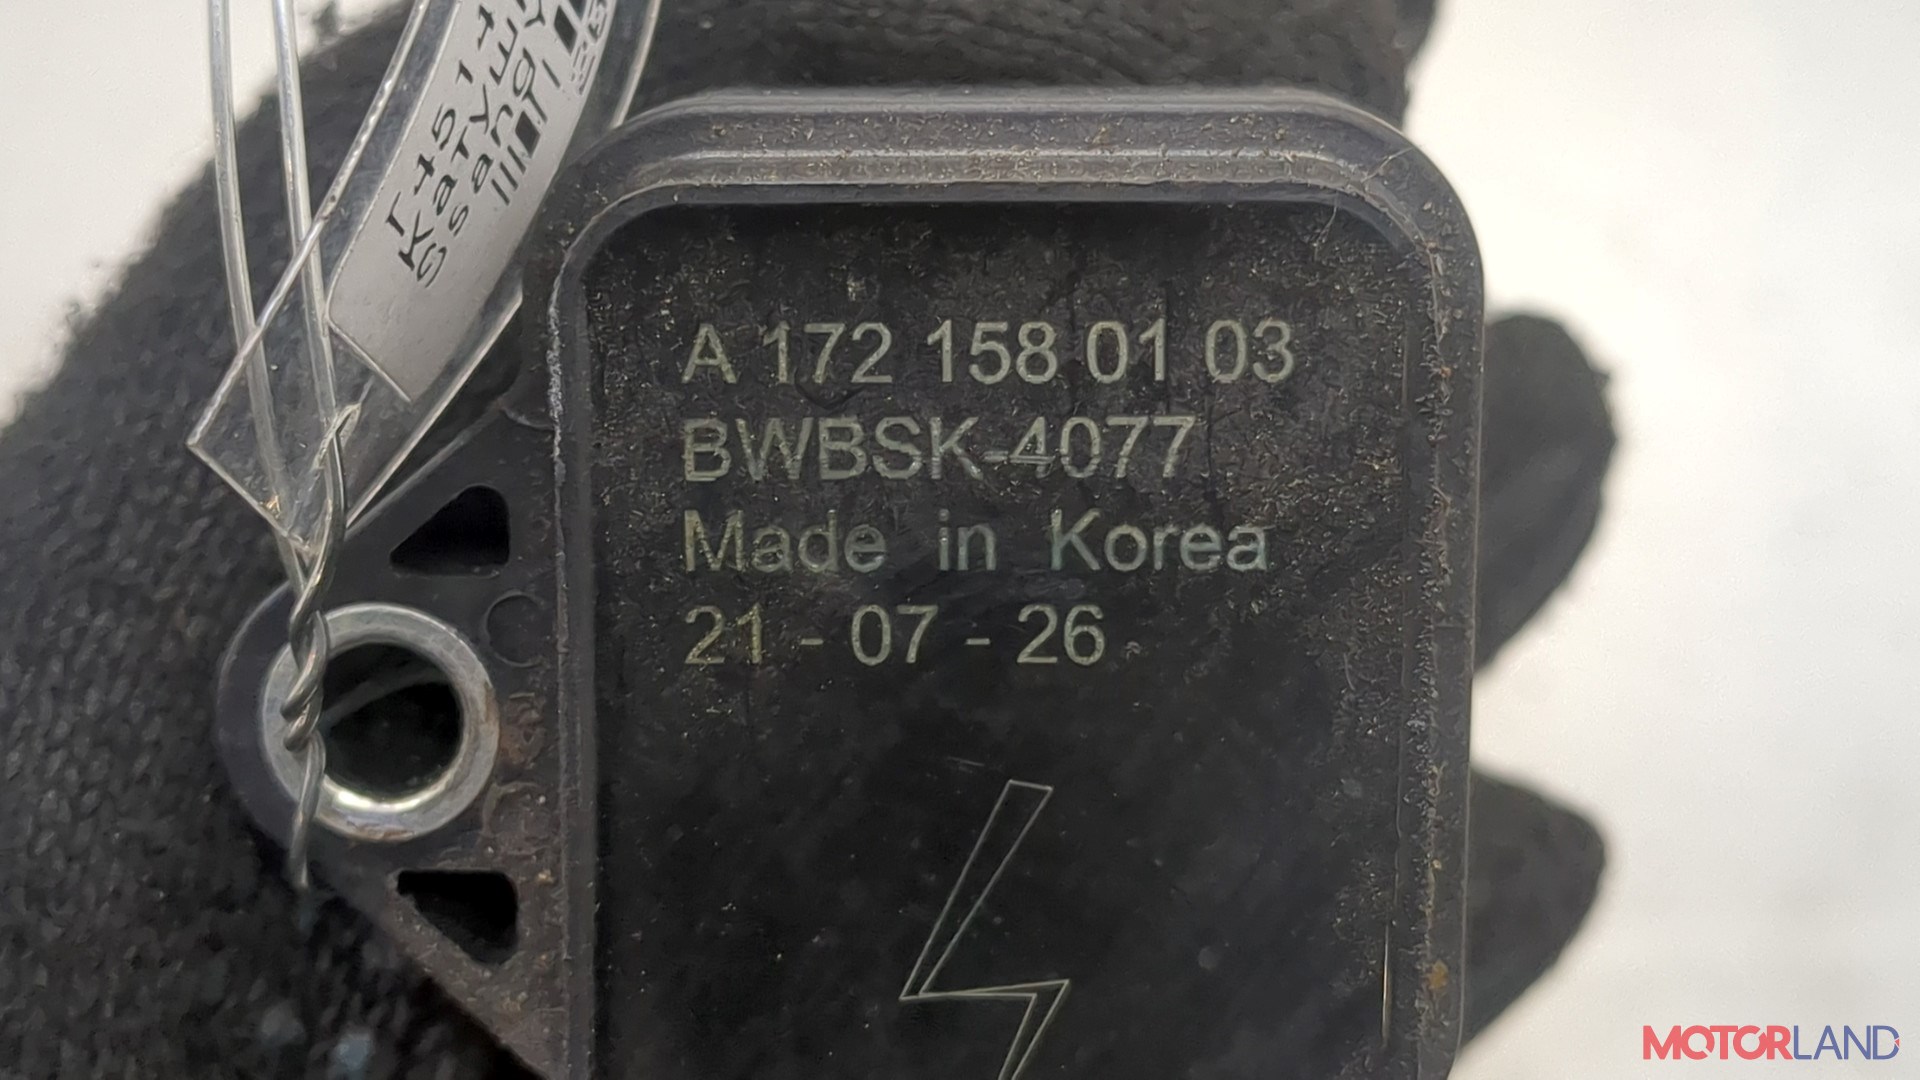 A 172 158 01 03
BWBSK-4077
Made in Korea
21 - 07 - 26
MOTORLAND